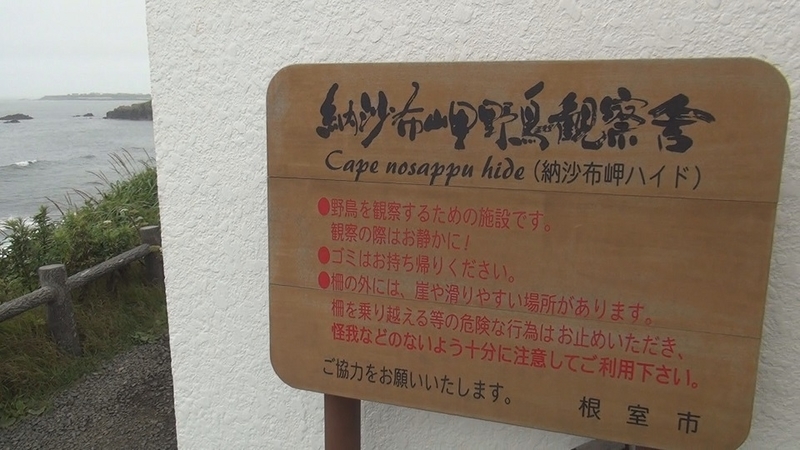 納沙布岬野鳥観察舎
Cape nosappu hide (納沙布岬ハイド)
●野鳥を観察するための施設です。
観察の際はお静かに!
●ゴミはお持ち帰りください。
●柵の外には、崖や滑りやすい場所があります。
柵を乗り越える等の危険な行為はお止めいただき、
怪我などのないよう十分に注意してご利用下さい。
ご協力をお願いいたします。
根室市